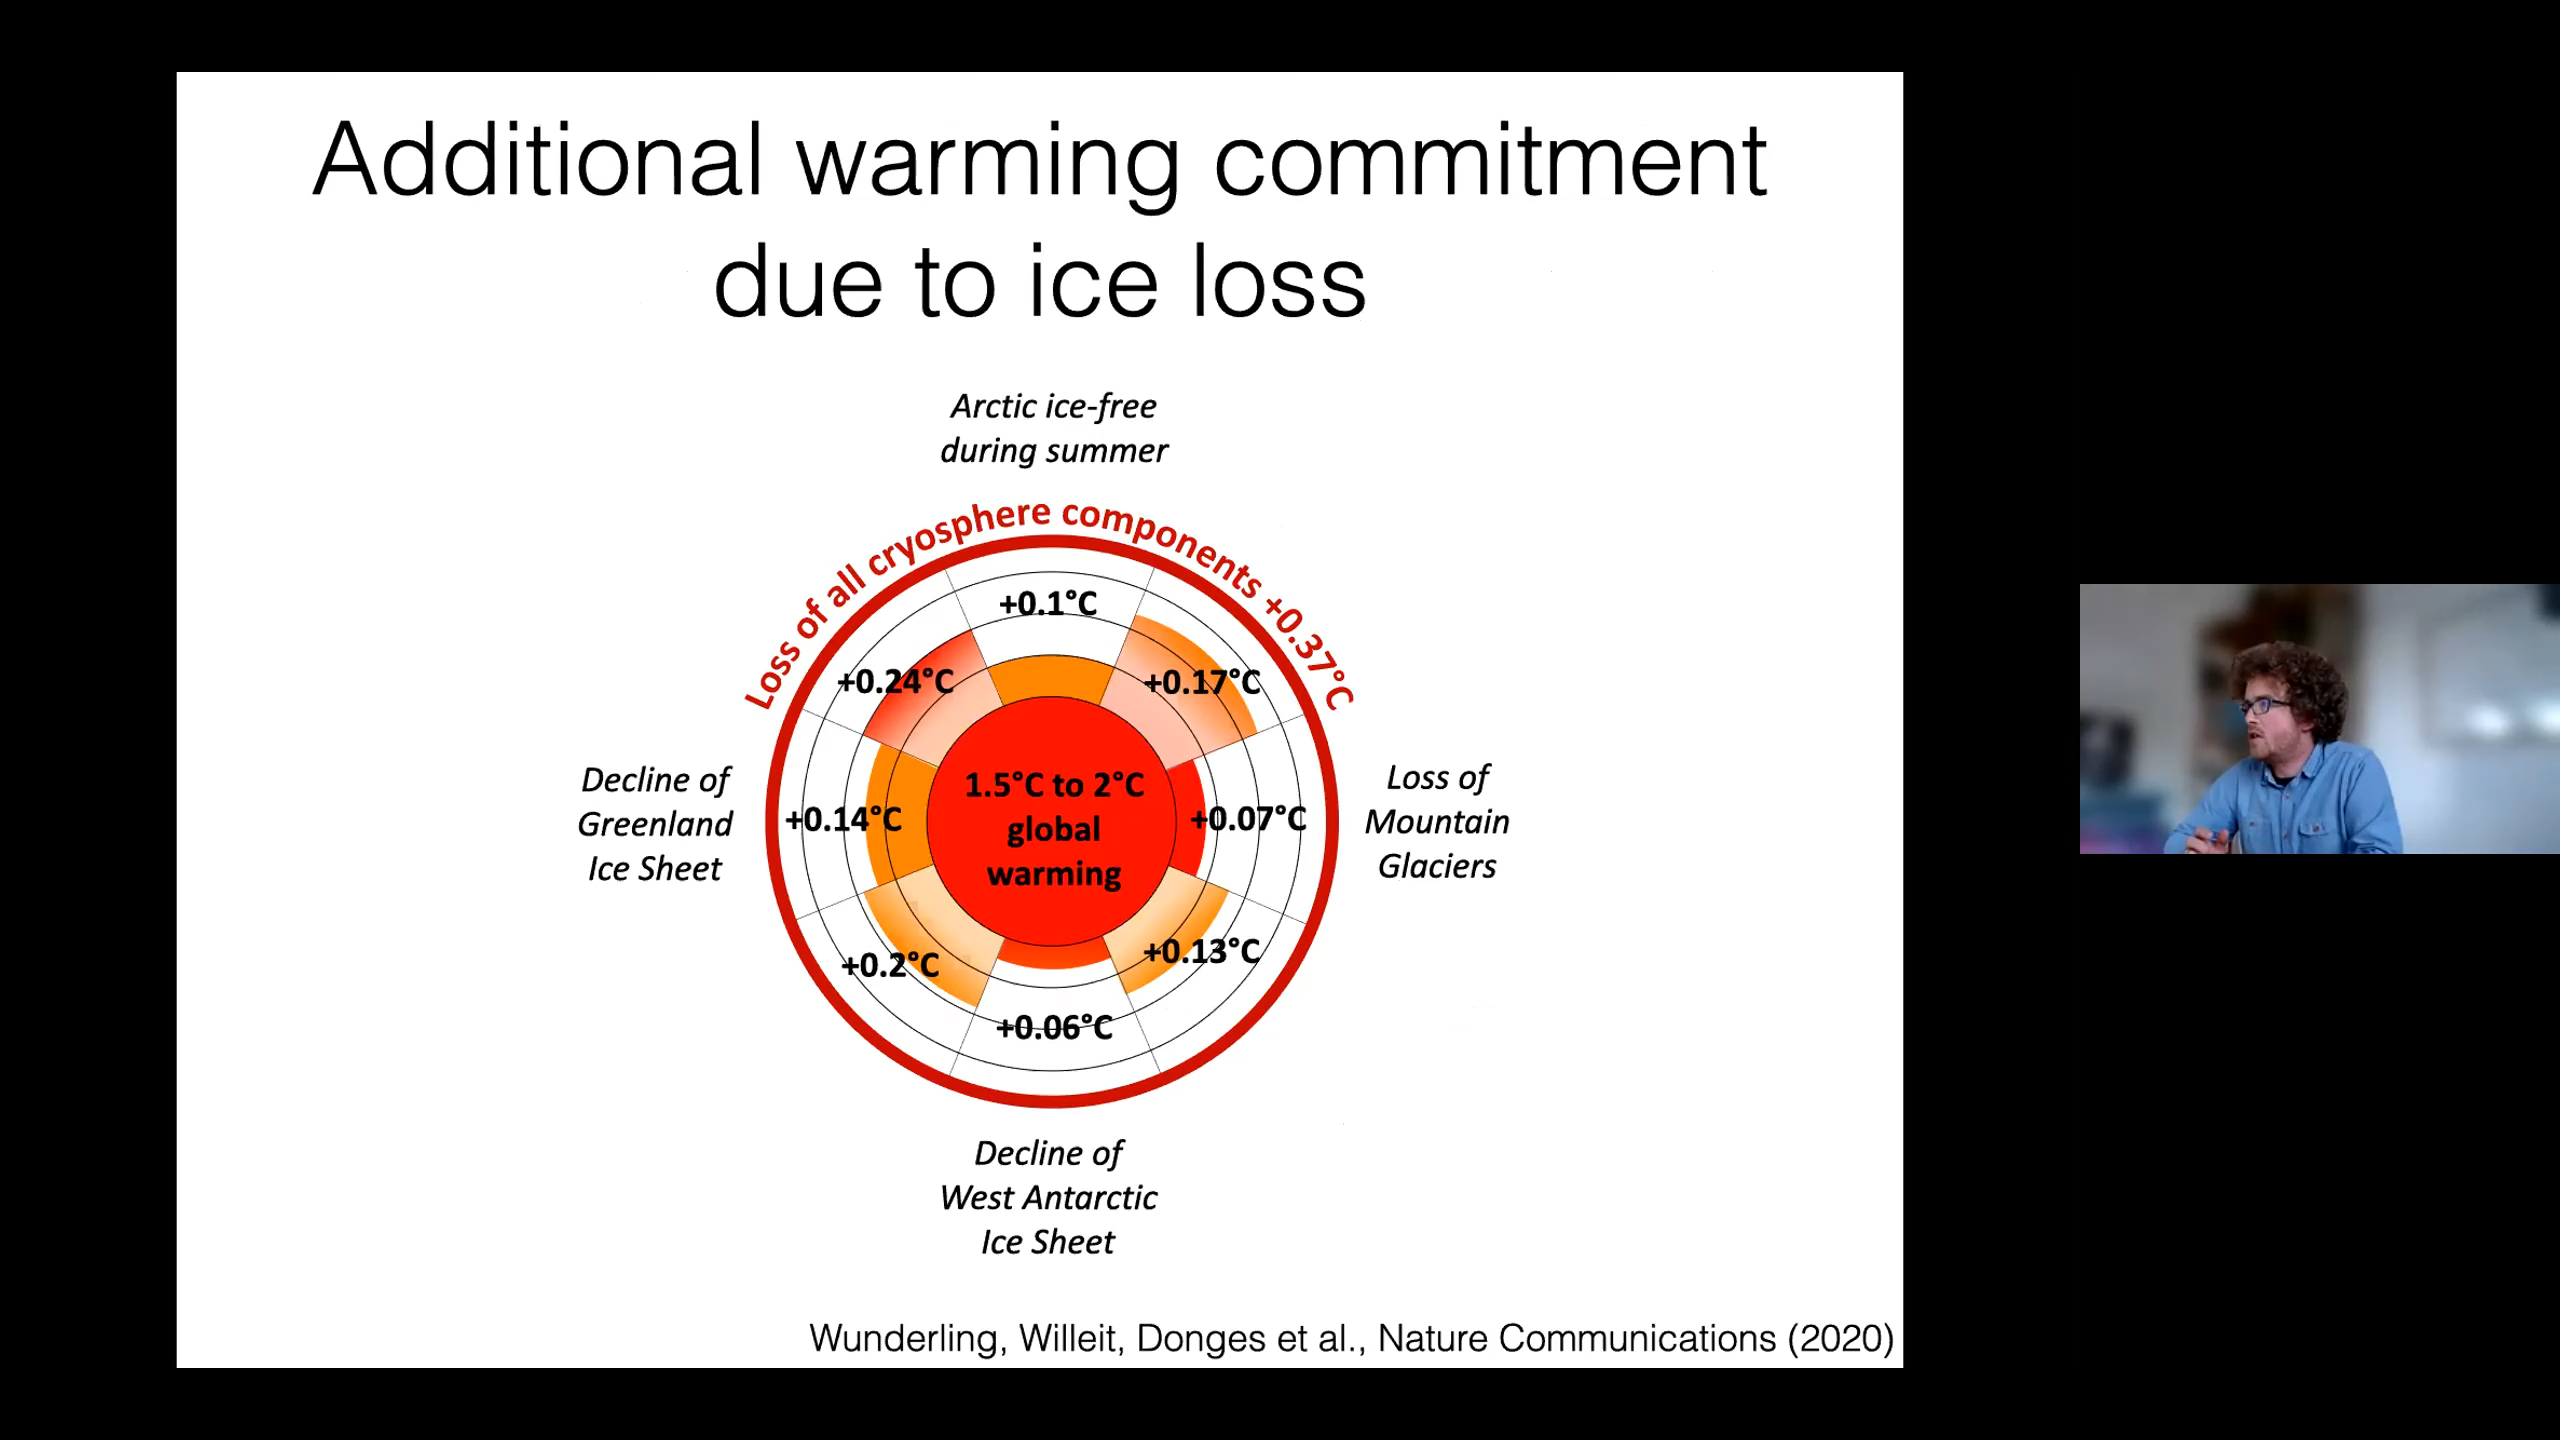 Additional warming commitment
due to ice loss
Arctic ice-free
during summer
Loss of all cryosphere components +0.37°C
+0.1°C
+0.24°C
+0.17°C
Decline of
Greenland
Ice Sheet
+0.14°C
1.5°C to 2°C
global
warming
+0.07°C
Loss of
Mountain
Glaciers
+0.2°C
+0.13°C
+0.06°C
Decline of
West Antarctic
Ice Sheet
Wunderling, Willeit, Donges et al., Nature Communications (2020)